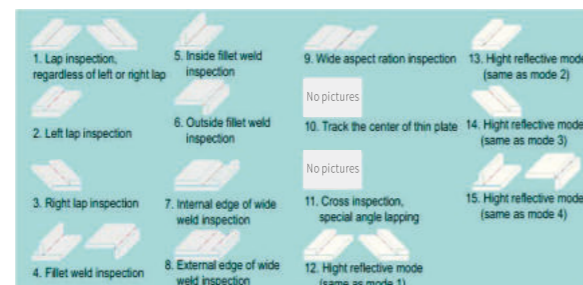 1. Lap inspection,
regardless of left or right lap
2. Left lap inspection
3. Right lap inspection
4. Fillet weld inspection
5. Inside fillet weld
inspection
6. Outside fillet weld
inspection
7. Internal edge of wide
weld inspection
8. External edge of wide
weld inspection
9. Wide aspect ration inspection
No pictures
10. Track the center of thin plate
No pictures
11. Cross inspection,
special angle lapping
12. Hight reflective mode
(same as mode 1)
13. Hight reflective mode
(same as mode 2)
14. Hight reflective mode
(same as mode 3)
15. Hight reflective mode
(same as mode 4)